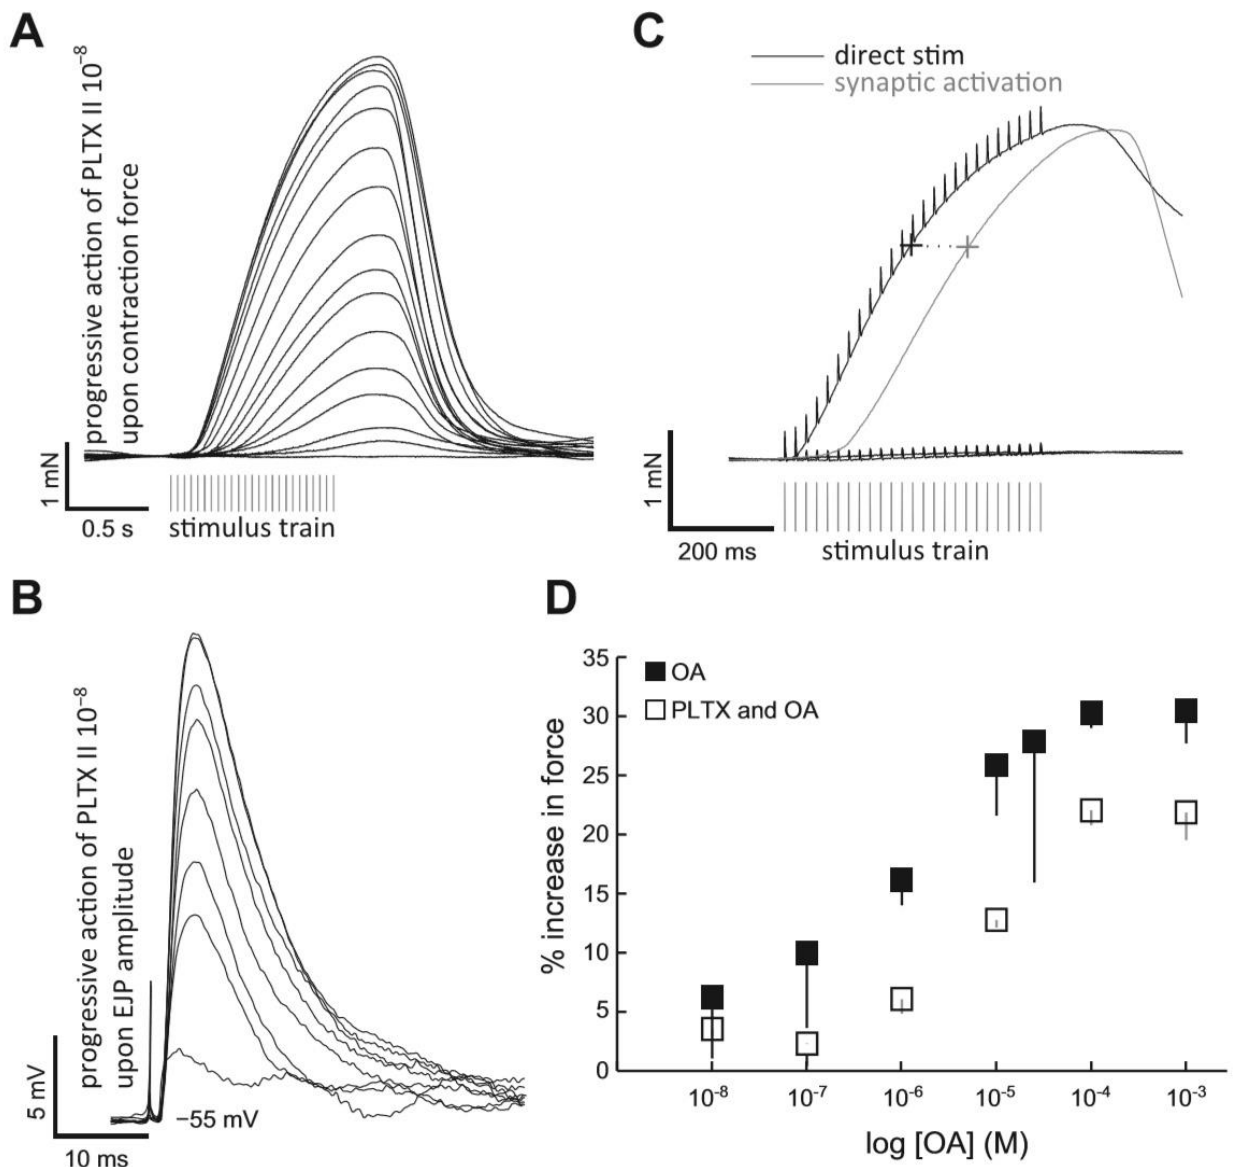 A
progressive action of PLTX II 10⁻⁸
upon contraction force
1 mN
0.5 s
stimulus train
C
direct stim
synaptic activation
1 mN
200 ms
stimulus train
B
progressive action of PLTX II 10⁻⁸
upon EJP amplitude
5 mV
−55 mV
10 ms
D
OA
PLTX and OA
% increase in force
35
30
25
20
15
10
5
0
10⁻⁸ 10⁻⁷ 10⁻⁶ 10⁻⁵ 10⁻⁴ 10⁻³
log [OA] (M)